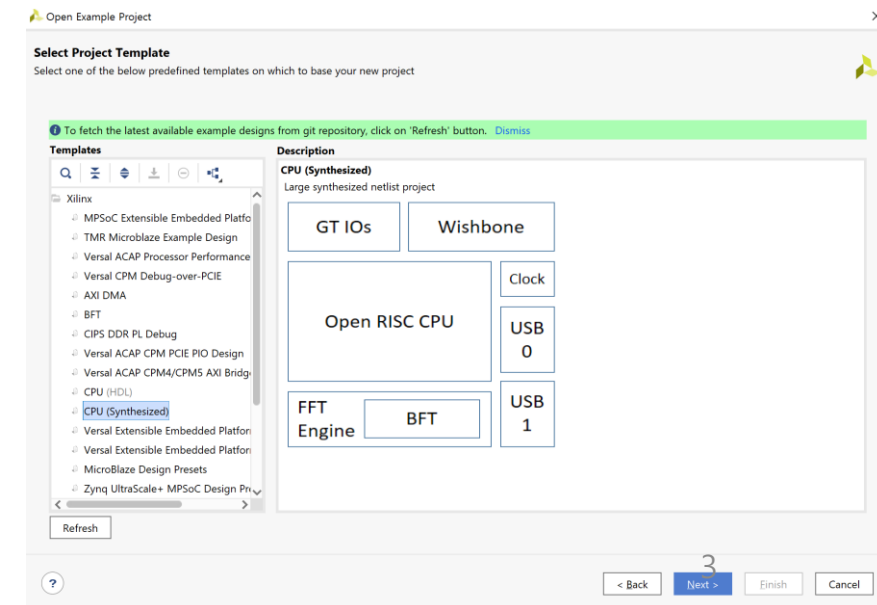 Open Example Project
Select Project Template
Select one of the below predefined templates on which to base your new project
To fetch the latest available example designs from git repository, click on 'Refresh' button. Dismiss
Templates
Xilinx
MPSoC Extensible Embedded Platfo
TMR Microblaze Example Design
Versal ACAP Processor Performance
Versal CPM Debug-over-PCIE
AXI DMA
BFT
CIPS DDR PL Debug
Versal ACAP CPM PCIE PIO Design
Versal ACAP CPM4/CPM5 AXI Bridg
CPU (HDL)
CPU (Synthesized)
Versal Extensible Embedded Platfor
Versal Extensible Embedded Platfor
MicroBlaze Design Presets
Zynq UltraScale+ MPSoC Design Pr
Refresh
Description
CPU (Synthesized)
Large synthesized netlist project
GT IOs
Wishbone
Open RISC CPU
Clock
USB
0
FFT
Engine
BFT
USB
1
3
?
< Back
Next >
Finish
Cancel